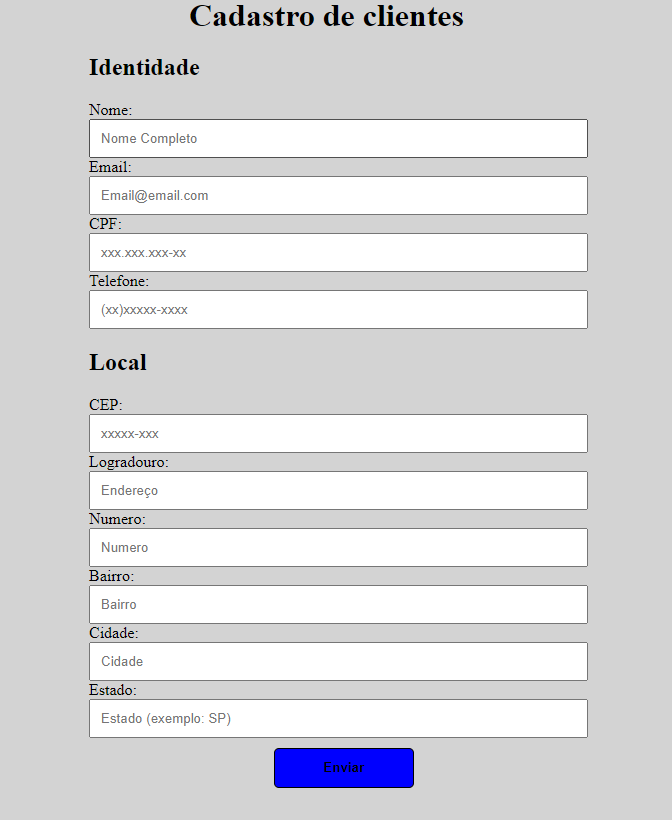 Cadastro de clientes
Identidade
Nome:
Nome Completo
Email:
Email@email.com
CPF:
xxx.xxx.xxx-xx
Telefone:
(xx)xxxxx-xxxx
Local
CEP:
xxxxx-xxx
Logradouro:
Endereço
Numero:
Numero
Bairro:
Bairro
Cidade:
Cidade
Estado:
Estado (exemplo: SP)
Enviar